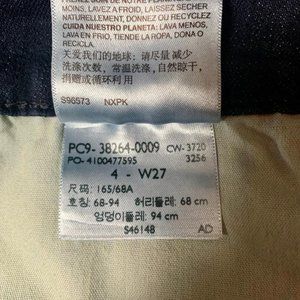 MOINS, LAVEZ À FROID, LAISSEZ SÉCHER
NATURELLEMENT, DONNEZ OU RECYCLEZ
CUIDA NUESTRO PLANETA: LAVA MENOS,
LAVA EN FRÍO, TIENDE LA ROPA, DONA O
RECICLA.
关爱我们的地球: 请尽量 减少
洗涤次数, 常温洗涤, 自然晾干,
捐赠或循环利用
S96573 NXPK
PC9- 38264-0009 CW-3720
PO- 4100477595 3256
4 - W27
尺码: 165/68A
호칭: 68-94 허리둘레: 68 cm
엉덩이둘레: 94 cm
S46148 AD